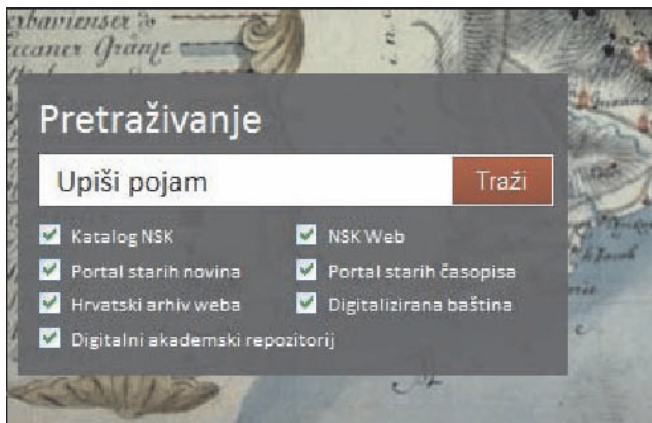 Pretraživanje
Upiši pojam Traži
Katalog NSK NSK Web
Portal starih novina Portal starih časopisa
Hrvatski arhiv weba Digitalizirana baština
Digitalni akademski repozitorij